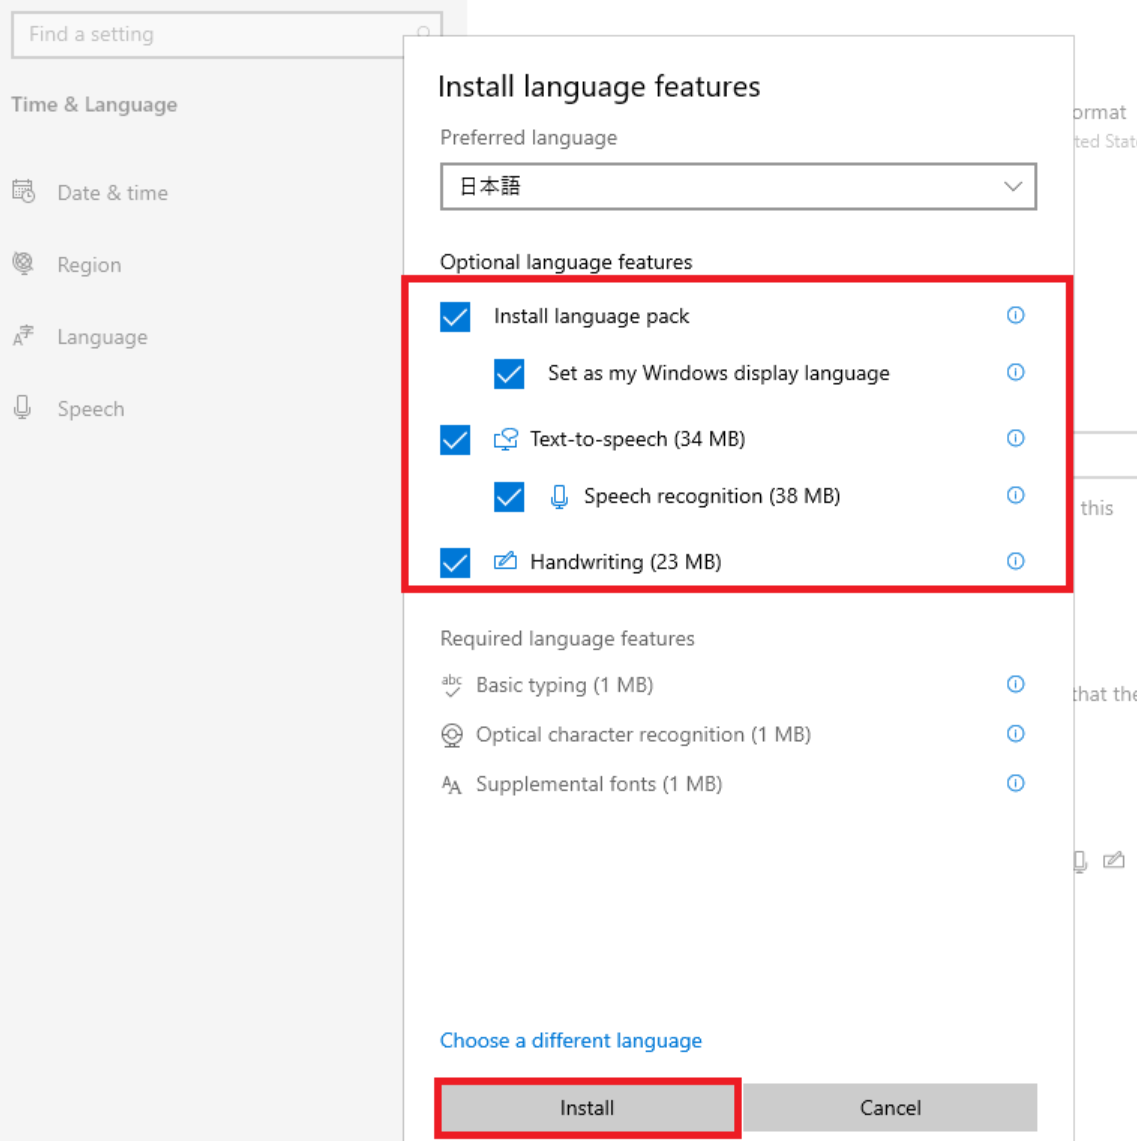 Find a setting
Time & Language
Date & time
Region
Language
Speech
Install language features
Preferred language
日本語
Optional language features
Install language pack
Set as my Windows display language
Text-to-speech (34 MB)
Speech recognition (38 MB)
Handwriting (23 MB)
Required language features
abc
Basic typing (1 MB)
Optical character recognition (1 MB)
Supplemental fonts (1 MB)
Choose a different language
Install
Cancel
ormat
ted State
this
that the